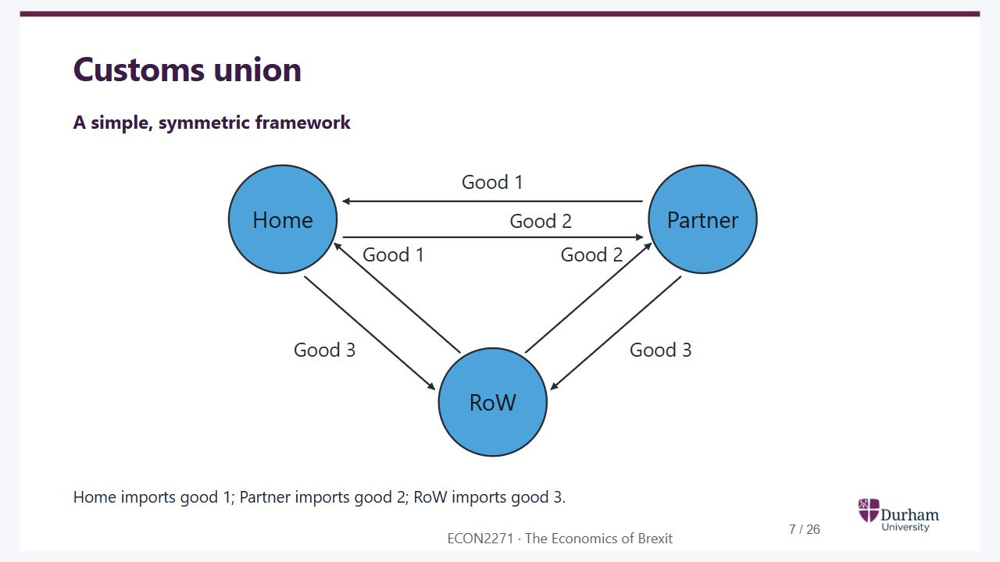 Customs union
A simple, symmetric framework
Good 1
Home
Partner
Good 2
Good 1
Good 2
Good 3
Good 3
RoW
Home imports good 1; Partner imports good 2; RoW imports good 3.
Durham
University
7 / 26
ECON2271 · The Economics of Brexit